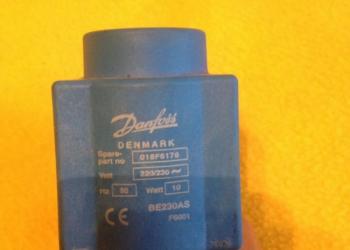 Danfoss
DENMARK
Spare-
part no 018F6176
Volt 220/230
Hz 50 Watt 10
CE BE230AS